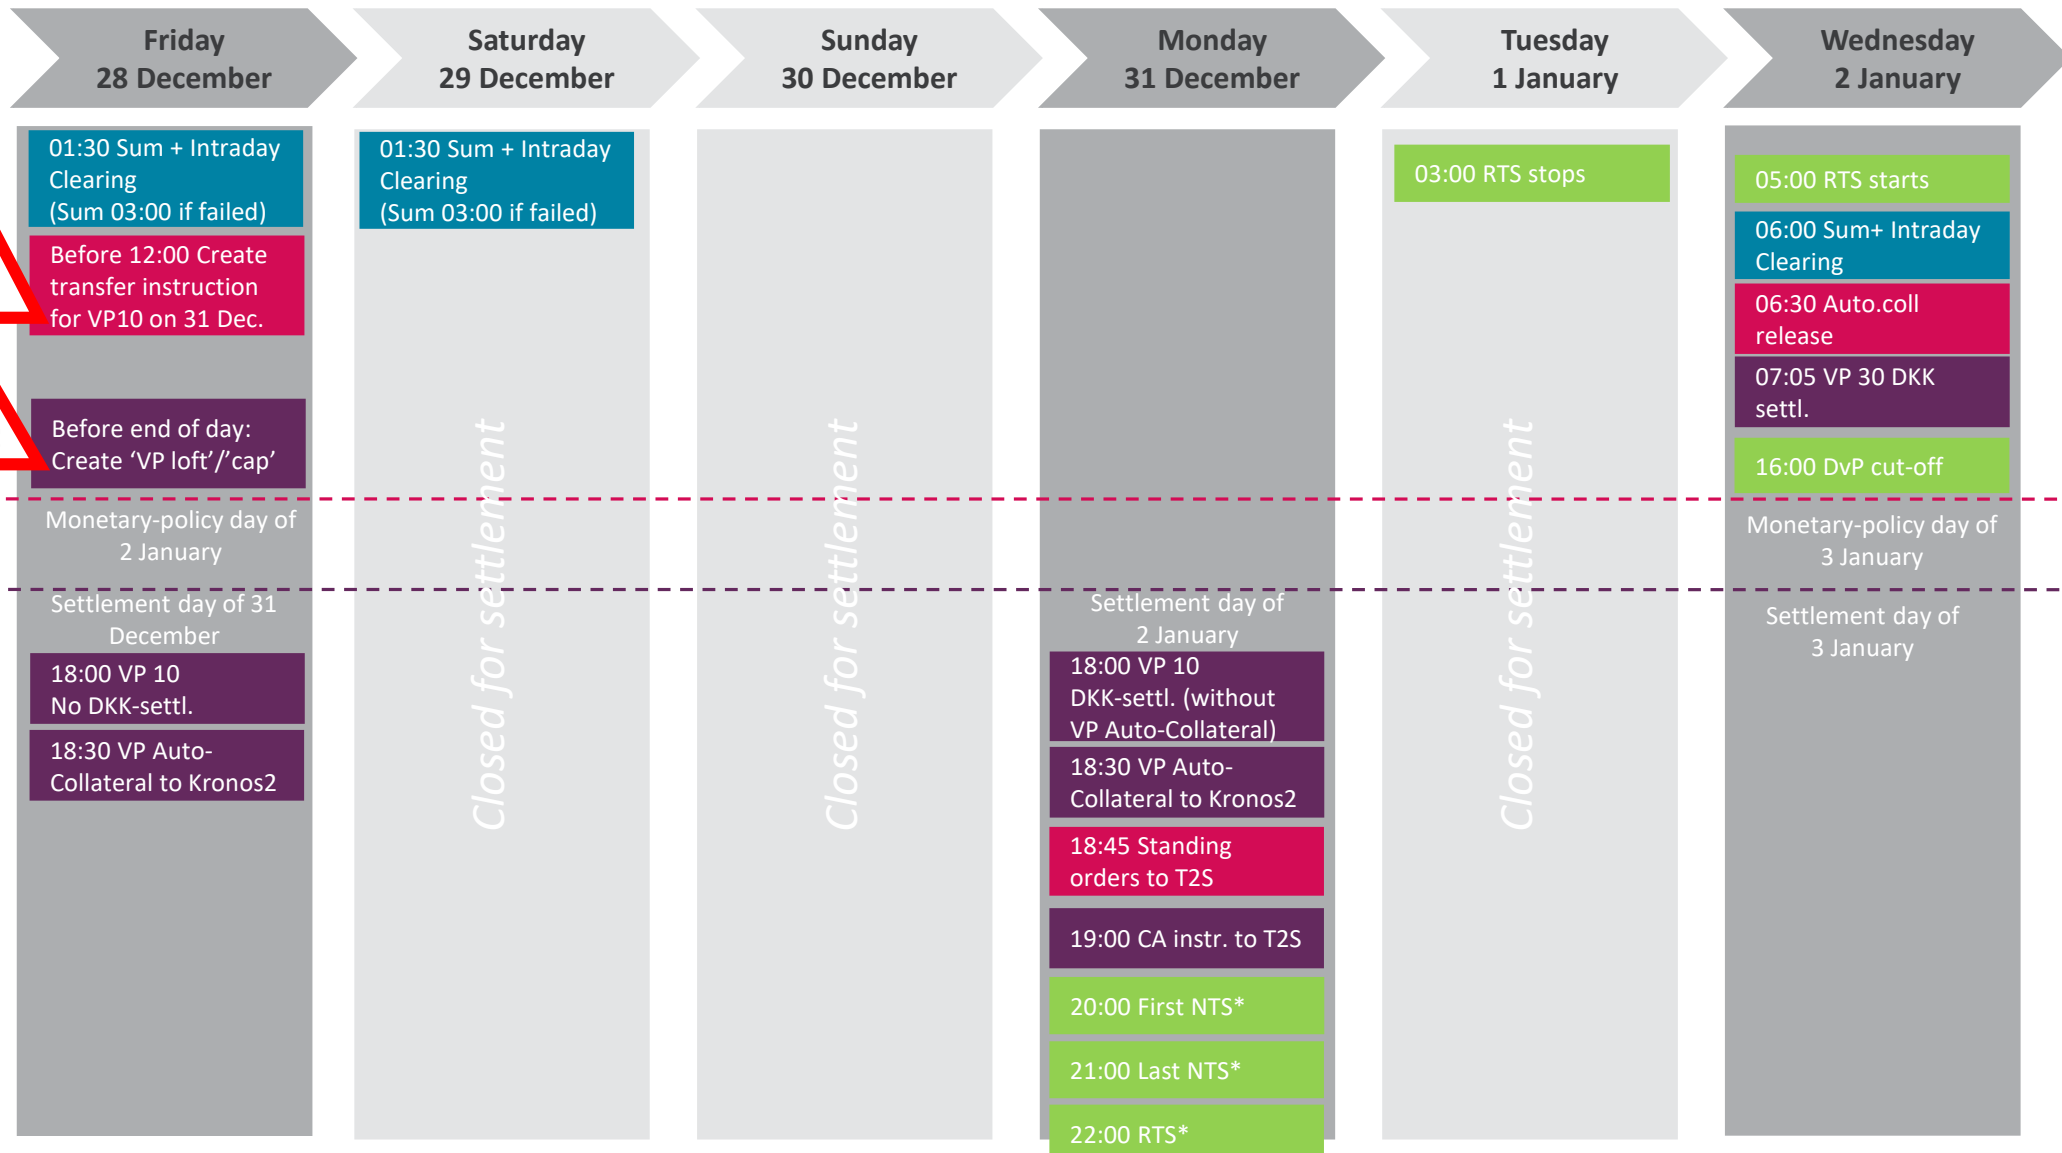 Friday
28 December
Saturday
29 December
Sunday
30 December
Monday
31 December
Tuesday
1 January
Wednesday
2 January
01:30 Sum + Intraday
Clearing
(Sum 03:00 if failed)
Before 12:00 Create
transfer instruction
for VP10 on 31 Dec.
Before end of day:
Create ‘VP loft’/’cap’
Monetary-policy day of
2 January
Settlement day of 31
December
18:00 VP 10
No DKK-settl.
18:30 VP Auto-
Collateral to Kronos2
01:30 Sum + Intraday
Clearing
(Sum 03:00 if failed)
Closed for settlement
Closed for settlement
Settlement day of
2 January
18:00 VP 10
DKK-settl. (without
VP Auto-Collateral)
18:30 VP Auto-
Collateral to Kronos2
18:45 Standing
orders to T2S
19:00 CA instr. to T2S
20:00 First NTS*
21:00 Last NTS*
22:00 RTS*
03:00 RTS stops
Closed for settlement
05:00 RTS starts
06:00 Sum+ Intraday
Clearing
06:30 Auto.coll
release
07:05 VP 30 DKK
settl.
16:00 DvP cut-off
Monetary-policy day of
3 January
Settlement day of
3 January